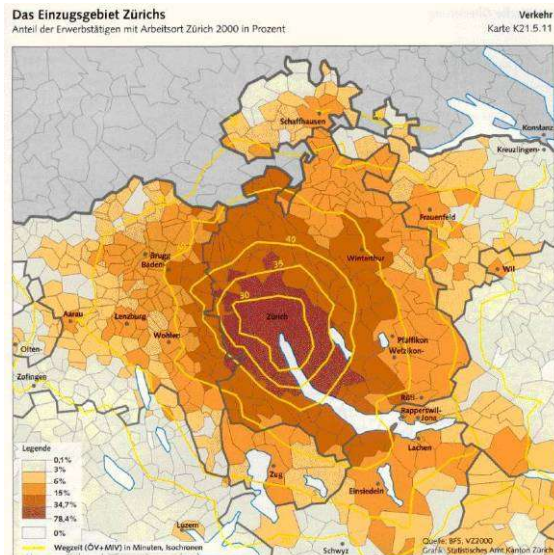 Das Einzugsgebiet Zürichs
Verkehr
Anteil der Erwerbstätigen mit Arbeitsort Zürich 2000 in Prozent
Karte K21.5.11
Schaffhausen
Konstanz
Kreuzlingen
Frauenfeld
Brugg
Baden
Winterthur
Wil
40
35
30
Zürich
Aarau
Lenzburg
Wohlen
Pfäffikon
Wetzikon
Olten
Zofingen
Rüti
Rapperswil-
Jona
Lachen
Zug
Einsiedeln
Luzern
Schwyz
Legende
0,1%
3%
6%
15%
34,7%
78,4%
0%
Wegzeit (ÖV+MIV) in Minuten, Isochronen
Quelle: BFS, VZ2000
Grafik: Statistisches Amt Kanton Zürich